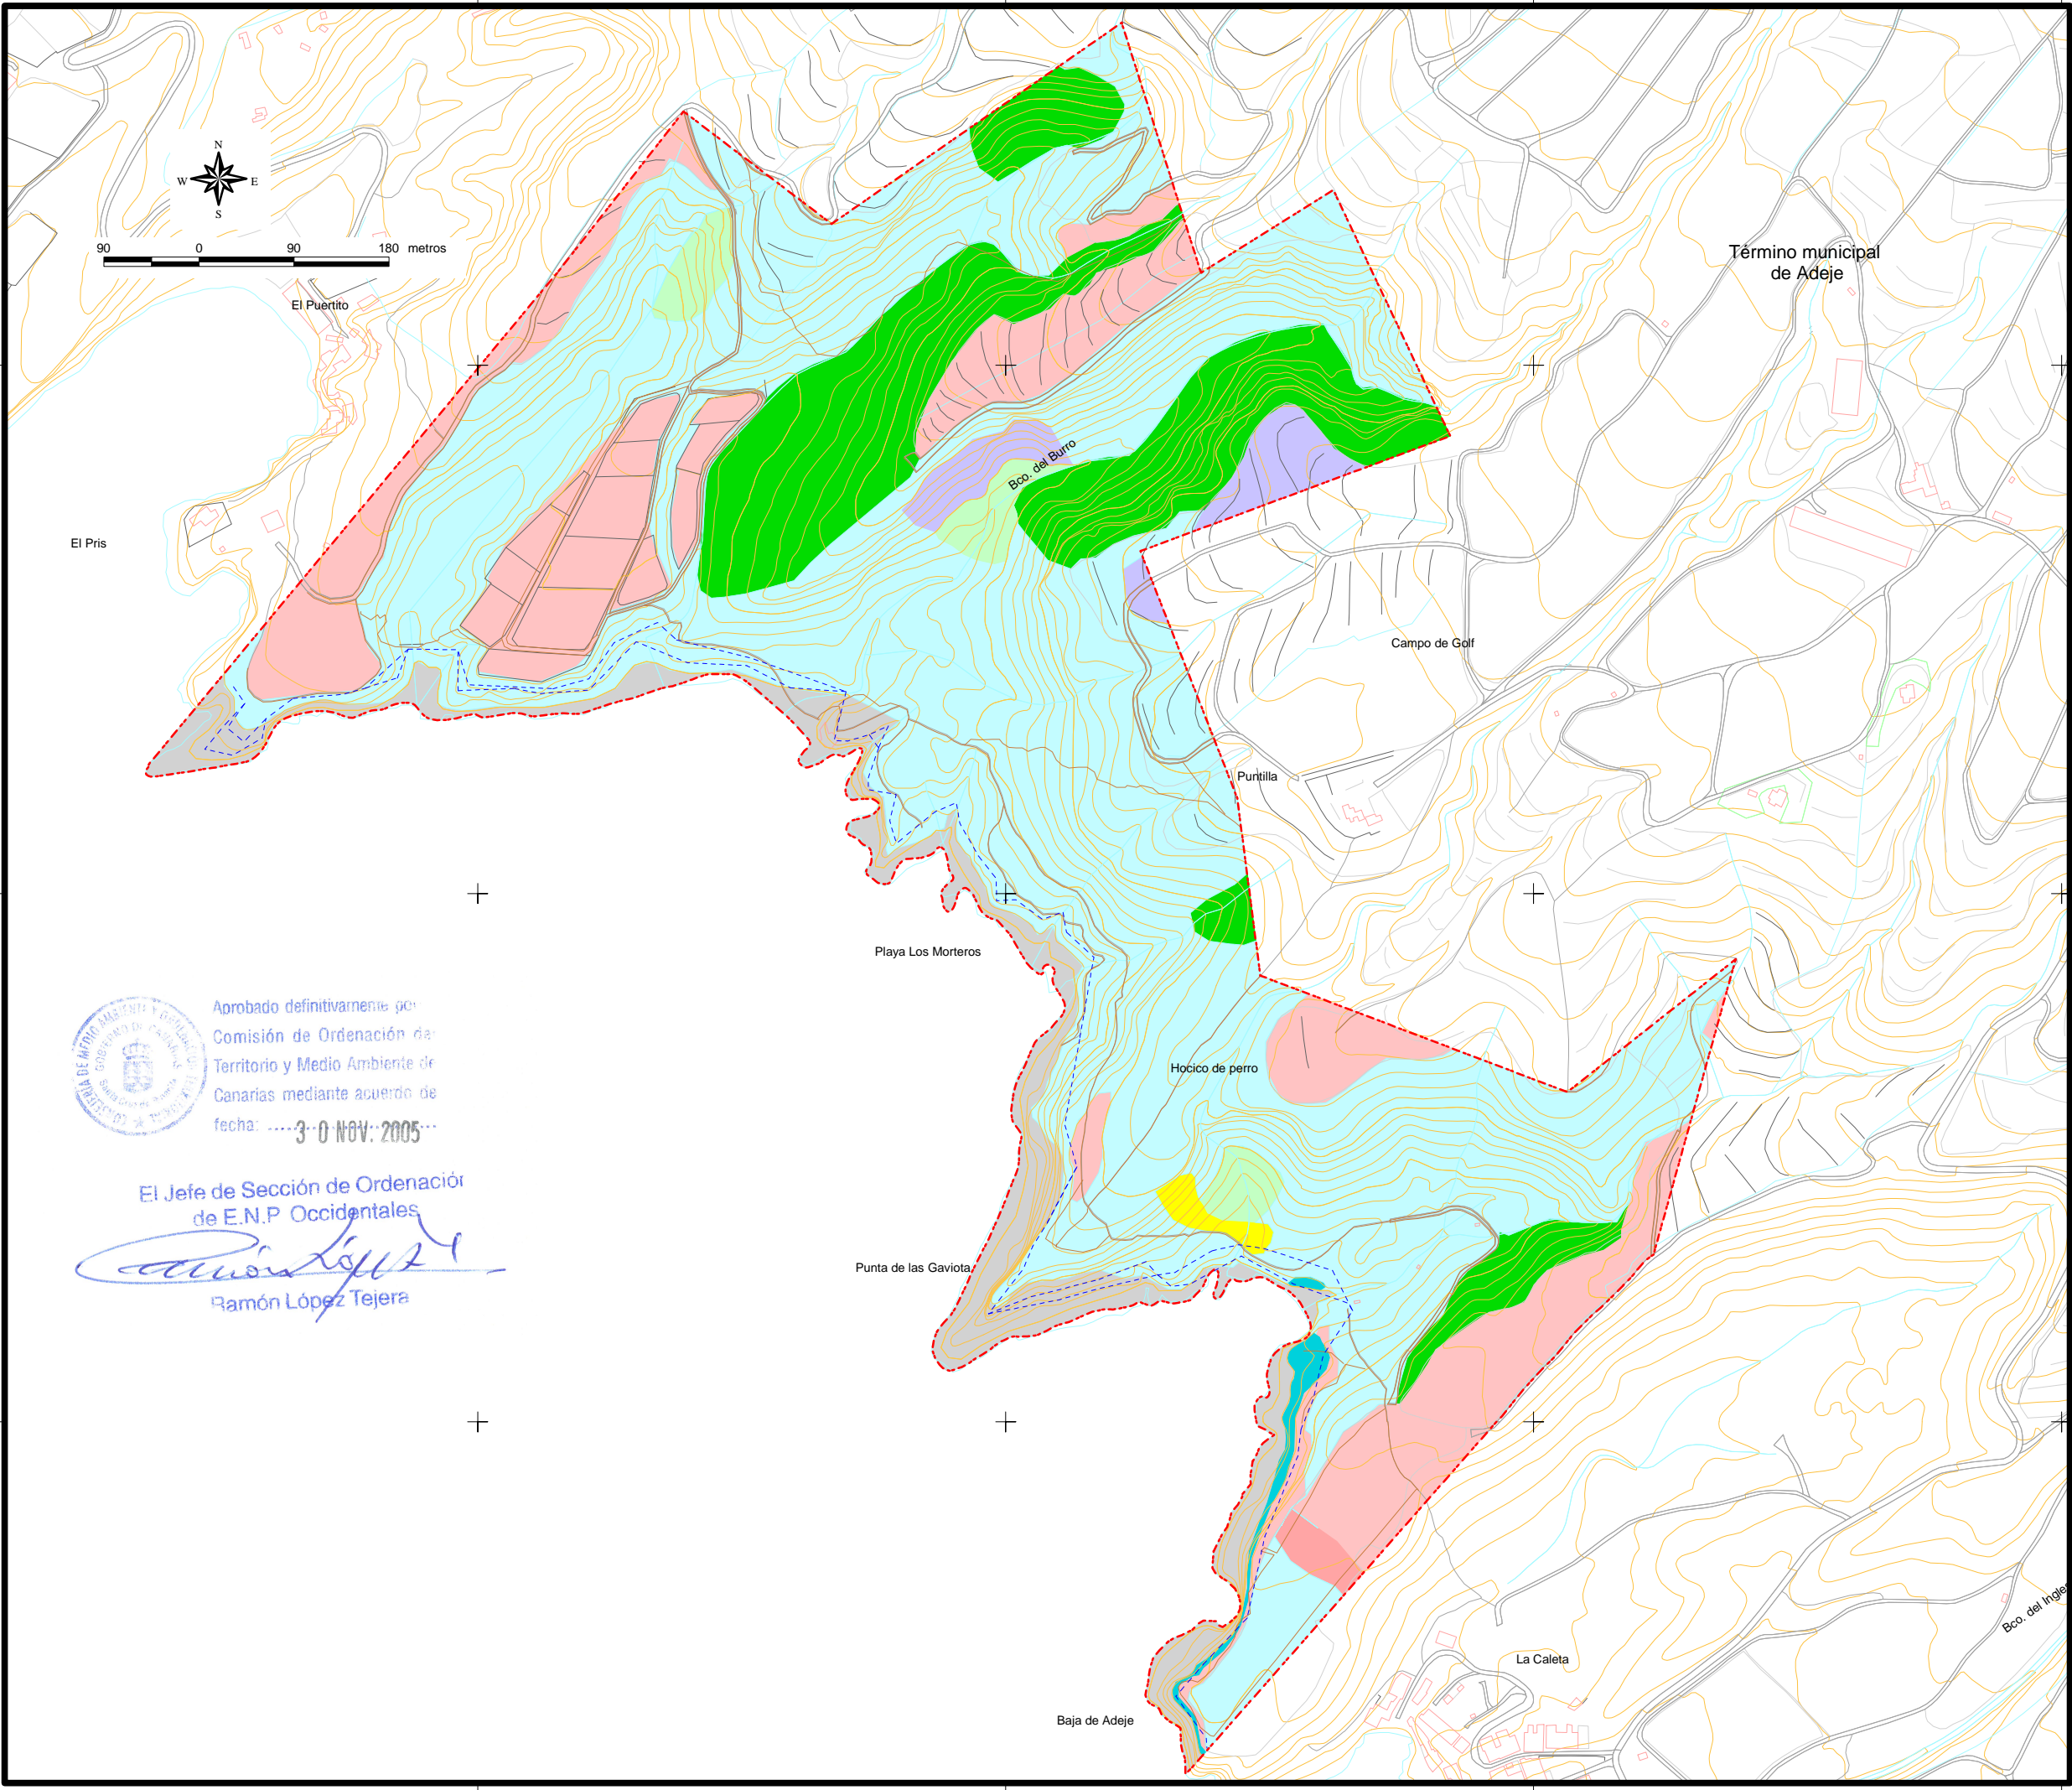 N
W E
S
90 0 90 180 metros
El Puertito
Término municipal
de Adeje
Bco. del Burro
El Pris
Campo de Golf
Puntilla
Playa Los Morteros
Aprobado definitivamente por
Comisión de Ordenación
Territorio y Medio Ambiente de
Canarias mediante acuerdo de
fecha: 30 NOV. 2005
Hocico de perro
El Jefe de Sección de Ordenación
de E.N.P Occidentales
Ramón López Tejera
Punta de las Gaviota
La Caleta
Bco. del Ingle
Baja de Adeje